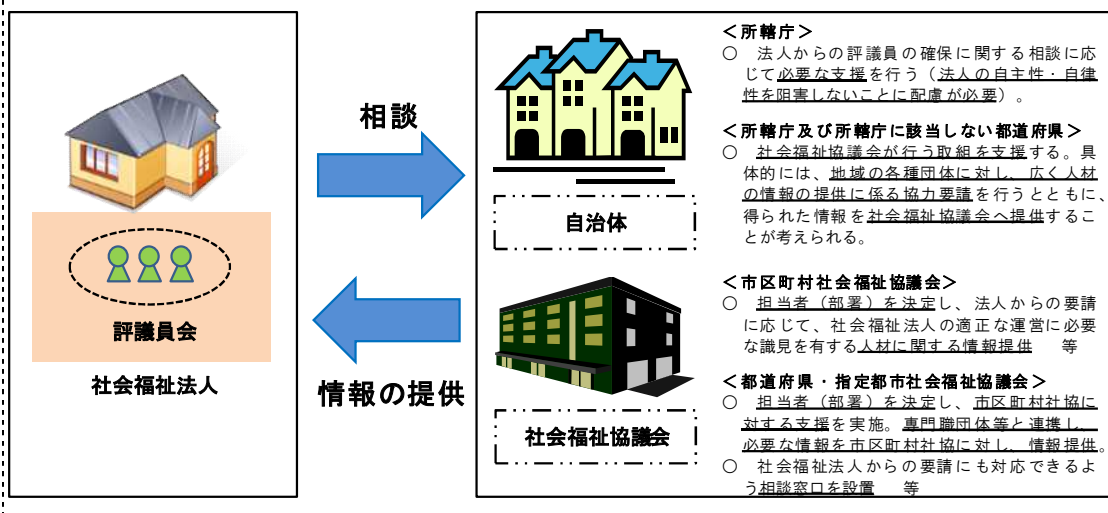 評議員会
社会福祉法人
相談
情報の提供
自治体
社会福祉協議会
＜所轄庁＞
○　法人からの評議員の確保に関する相談に応
じて必要な支援を行う（法人の自主性・自律
性を阻害しないことに配慮が必要）。
＜所轄庁及び所轄庁に該当しない都道府県＞
○　社会福祉協議会が行う取組を支援する。具
体的には、地域の各種団体に対し、広く人材
の情報の提供に係る協力要請を行うとともに、
得られた情報を社会福祉協議会へ提供するこ
とが考えられる。
＜市区町村社会福祉協議会＞
○　担当者（部署）を決定し、法人からの要請
に応じて、社会福祉法人の適正な運営に必要
な識見を有する人材に関する情報提供　等
＜都道府県・指定都市社会福祉協議会＞
○　担当者（部署）を決定し、市区町村社協に
対する支援を実施。専門職団体等と連携し、
必要な情報を市区町村社協に対し、情報提供。
○　社会福祉法人からの要請にも対応できるよ
う相談窓口を設置　等